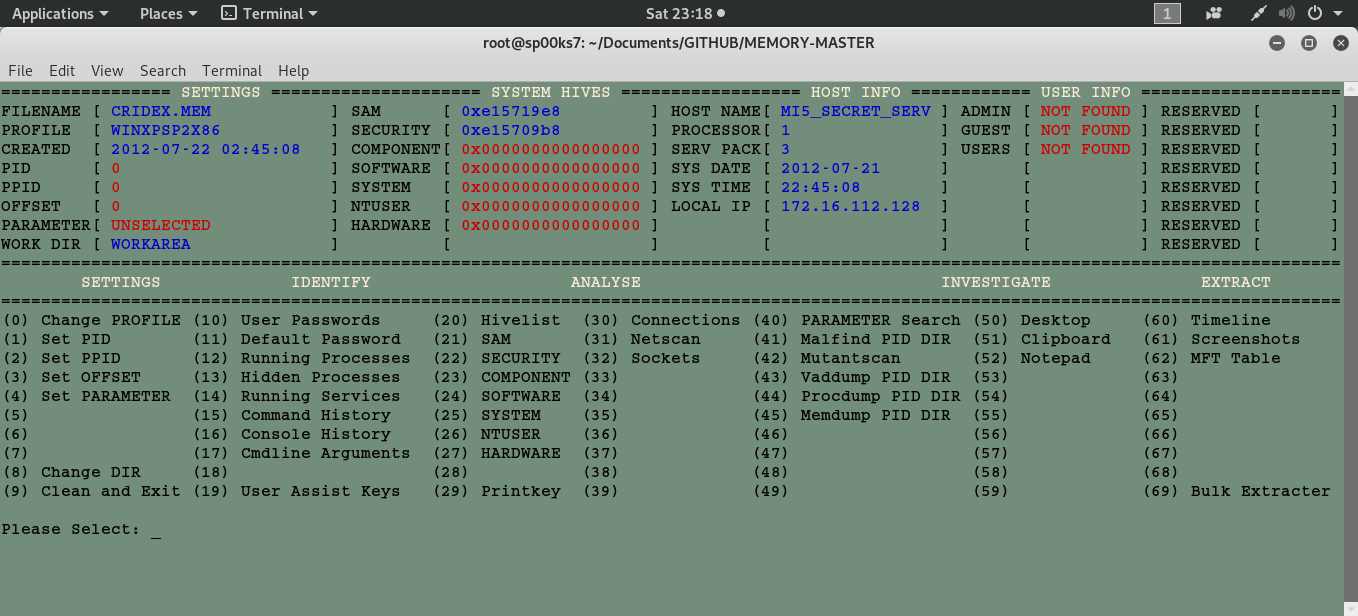 Applications Places Terminal Sat 23:18 1
root@sp00ks7: ~/Documents/GITHUB/MEMORY-MASTER
File Edit View Search Terminal Help
================= SETTINGS ===================== SYSTEM HIVES =================== HOST INFO ============ USER INFO ====================
FILENAME [ CRIDEX.MEM ] SAM [ 0xe15719e8 ] HOST NAME[ MI5_SECRET_SERV ] ADMIN [ NOT FOUND ] RESERVED [ ]
PROFILE [ WINXPSP2X86 ] SECURITY [ 0xe15709b8 ] PROCESSOR[ 1 ] GUEST [ NOT FOUND ] RESERVED [ ]
CREATED [ 2012-07-22 02:45:08 ] COMPONENT[ 0x0000000000000000 ] SERV PACK[ 3 ] USERS [ NOT FOUND ] RESERVED [ ]
PID [ 0 ] SOFTWARE [ 0x0000000000000000 ] SYS DATE [ 2012-07-21 ] [ ] RESERVED [ ]
PPID [ 0 ] SYSTEM [ 0x0000000000000000 ] SYS TIME [ 22:45:08 ] [ ] RESERVED [ ]
OFFSET [ 0 ] NTUSER [ 0x0000000000000000 ] LOCAL IP [ 172.16.112.128 ] [ ] RESERVED [ ]
PARAMETER[ UNSELECTED ] HARDWARE [ 0x0000000000000000 ] [ ] [ ] RESERVED [ ]
WORK DIR [ WORKAREA ] [ ] [ ] [ ] RESERVED [ ]
======================================================================================================================================
SETTINGS IDENTIFY ANALYSE INVESTIGATE EXTRACT
======================================================================================================================================
(0) Change PROFILE (10) User Passwords (20) Hivelist (30) Connections (40) PARAMETER Search (50) Desktop (60) Timeline
(1) Set PID (11) Default Password (21) SAM (31) Netscan (41) Malfind PID DIR (51) Clipboard (61) Screenshots
(2) Set PPID (12) Running Processes (22) SECURITY (32) Sockets (42) Mutantscan (52) Notepad (62) MFT Table
(3) Set OFFSET (13) Hidden Processes (23) COMPONENT (33) (43) Vaddump PID DIR (53) (63)
(4) Set PARAMETER (14) Running Services (24) SOFTWARE (34) (44) Procdump PID DIR (54) (64)
(5) (15) Command History (25) SYSTEM (35) (45) Memdump PID DIR (55) (65)
(6) (16) Console History (26) NTUSER (36) (46) (56) (66)
(7) (17) Cmdline Arguments (27) HARDWARE (37) (47) (57) (67)
(8) Change DIR (18) (28) (38) (48) (58) (68)
(9) Clean and Exit (19) User Assist Keys (29) Printkey (39) (49) (59) (69) Bulk Extracter
Please Select: _